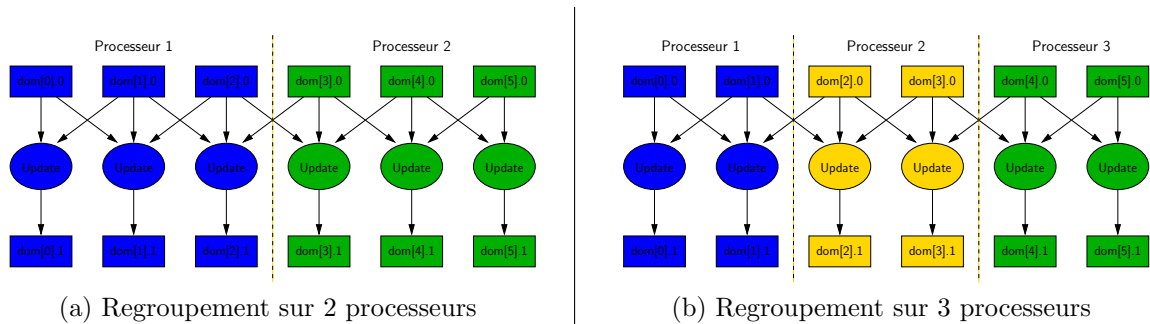 Processeur 1 Processeur 2
dom[0].0 dom[1].0 dom[2].0 dom[3].0 dom[4].0 dom[5].0
Update Update Update Update Update Update
dom[0].1 dom[1].1 dom[2].1 dom[3].1 dom[4].1 dom[5].1
(a) Regroupement sur 2 processeurs
Processeur 1 Processeur 2 Processeur 3
dom[0].0 dom[1].0 dom[2].0 dom[3].0 dom[4].0 dom[5].0
Update Update Update Update Update Update
dom[0].1 dom[1].1 dom[2].1 dom[3].1 dom[4].1 dom[5].1
(b) Regroupement sur 3 processeurs